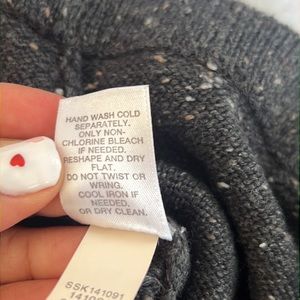 HAND WASH COLD
SEPARATELY.
ONLY NON-
CHLORINE BLEACH
IF NEEDED.
RESHAPE AND DRY
FLAT.
DO NOT TWIST OR
WRING.
COOL IRON IF
NEEDED.
OR DRY CLEAN.
SSK141091